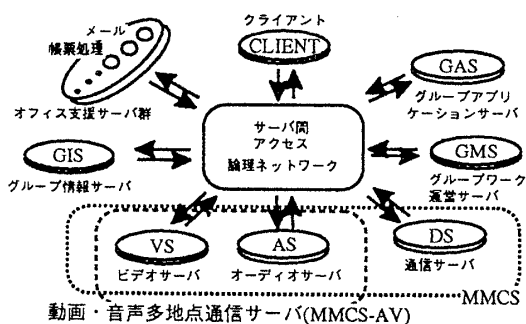 メール
帳票処理
オフィス支援サーバ群
クライアント
CLIENT
GAS
グループアプリ
ケーションサーバ
サーバ間
アクセス
論理ネットワーク
GIS
グループ情報サーバ
GMS
グループワーク
運営サーバ
VS
ビデオサーバ
AS
オーディオサーバ
DS
通信サーバ
MMCS
動画・音声多地点通信サーバ(MMCS-AV)